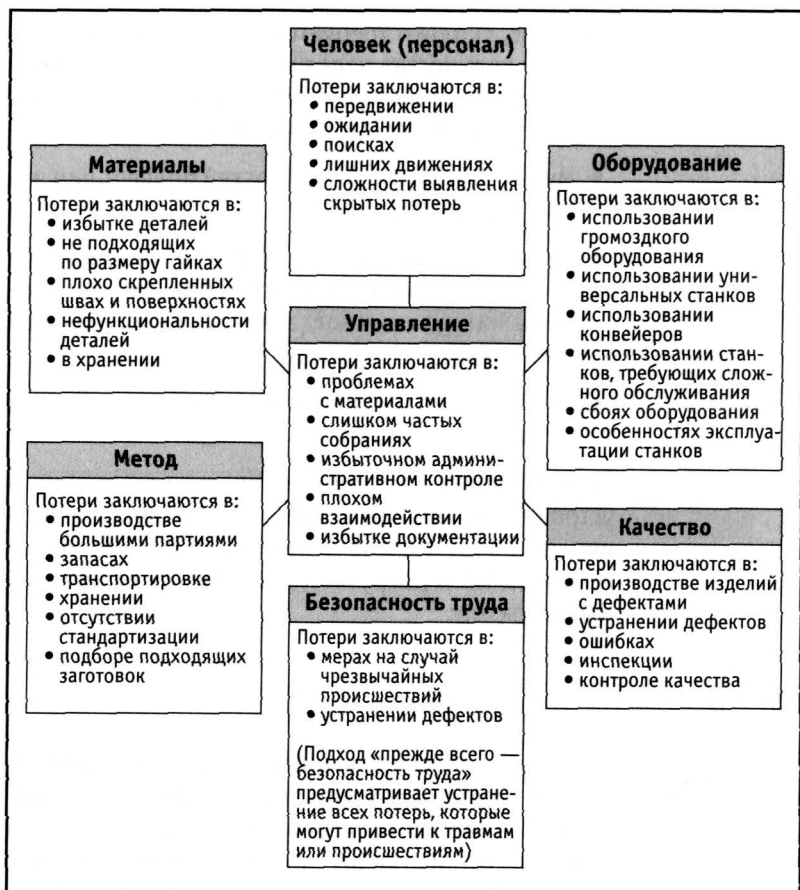 Человек (персонал)
Потери заключаются в:
• передвижении
• ожидании
• поисках
• лишних движениях
• сложности выявления
скрытых потерь
Материалы
Потери заключаются в:
• избытке деталей
• не подходящих
по размеру гайках
• плохо скрепленных
швах и поверхностях
• нефункциональности
деталей
• в хранении
Оборудование
Потери заключаются в:
• использовании
громоздкого
оборудования
• использовании уни-
версальных станков
• использовании
конвейеров
• использовании стан-
ков, требующих слож-
ного обслуживания
• сбоях оборудования
• особенностях эксплуа-
тации станков
Управление
Потери заключаются в:
• проблемах
с материалами
• слишком частых
собраниях
• избыточном админи-
стративном контроле
• плохом
взаимодействии
• избытке документации
Метод
Потери заключаются в:
• производстве
большими партиями
• запасах
• транспортировке
• хранении
• отсутствии
стандартизации
• подборе подходящих
заготовок
Качество
Потери заключаются в:
• производстве изделий
с дефектами
• устранении дефектов
• ошибках
• инспекции
• контроле качества
Безопасность труда
Потери заключаются в:
• мерах на случай
чрезвычайных
происшествий
• устранении дефектов
(Подход «прежде всего —
безопасность труда»
предусматривает устране-
ние всех потерь, которые
могут привести к травмам
или происшествиям)